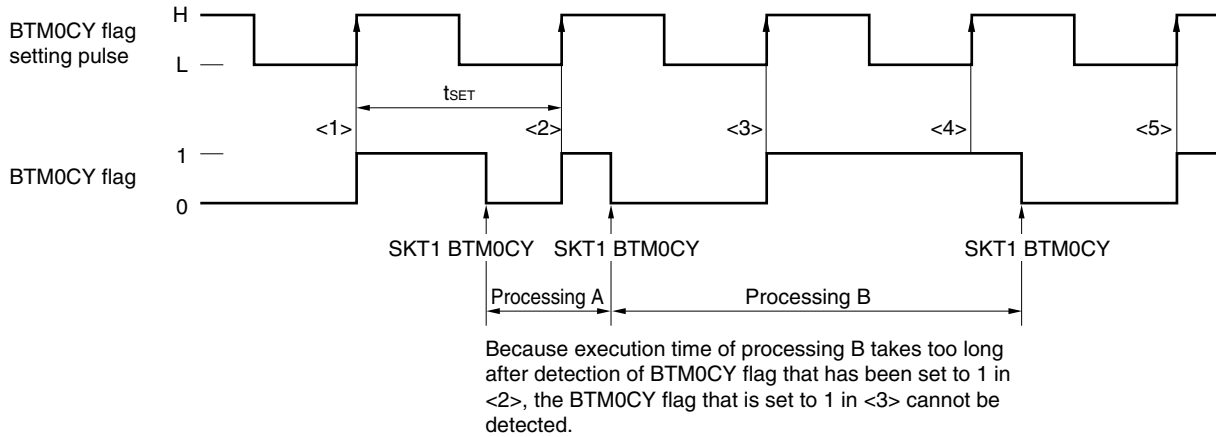 H
BTM0CY flag
setting pulse
L
tSET
<1>
<2>
<3>
<4>
<5>
1
BTM0CY flag
0
SKT1 BTM0CY
SKT1 BTM0CY
SKT1 BTM0CY
Processing A
Processing B
Because execution time of processing B takes too long
after detection of BTM0CY flag that has been set to 1 in
<2>, the BTM0CY flag that is set to 1 in <3> cannot be
detected.